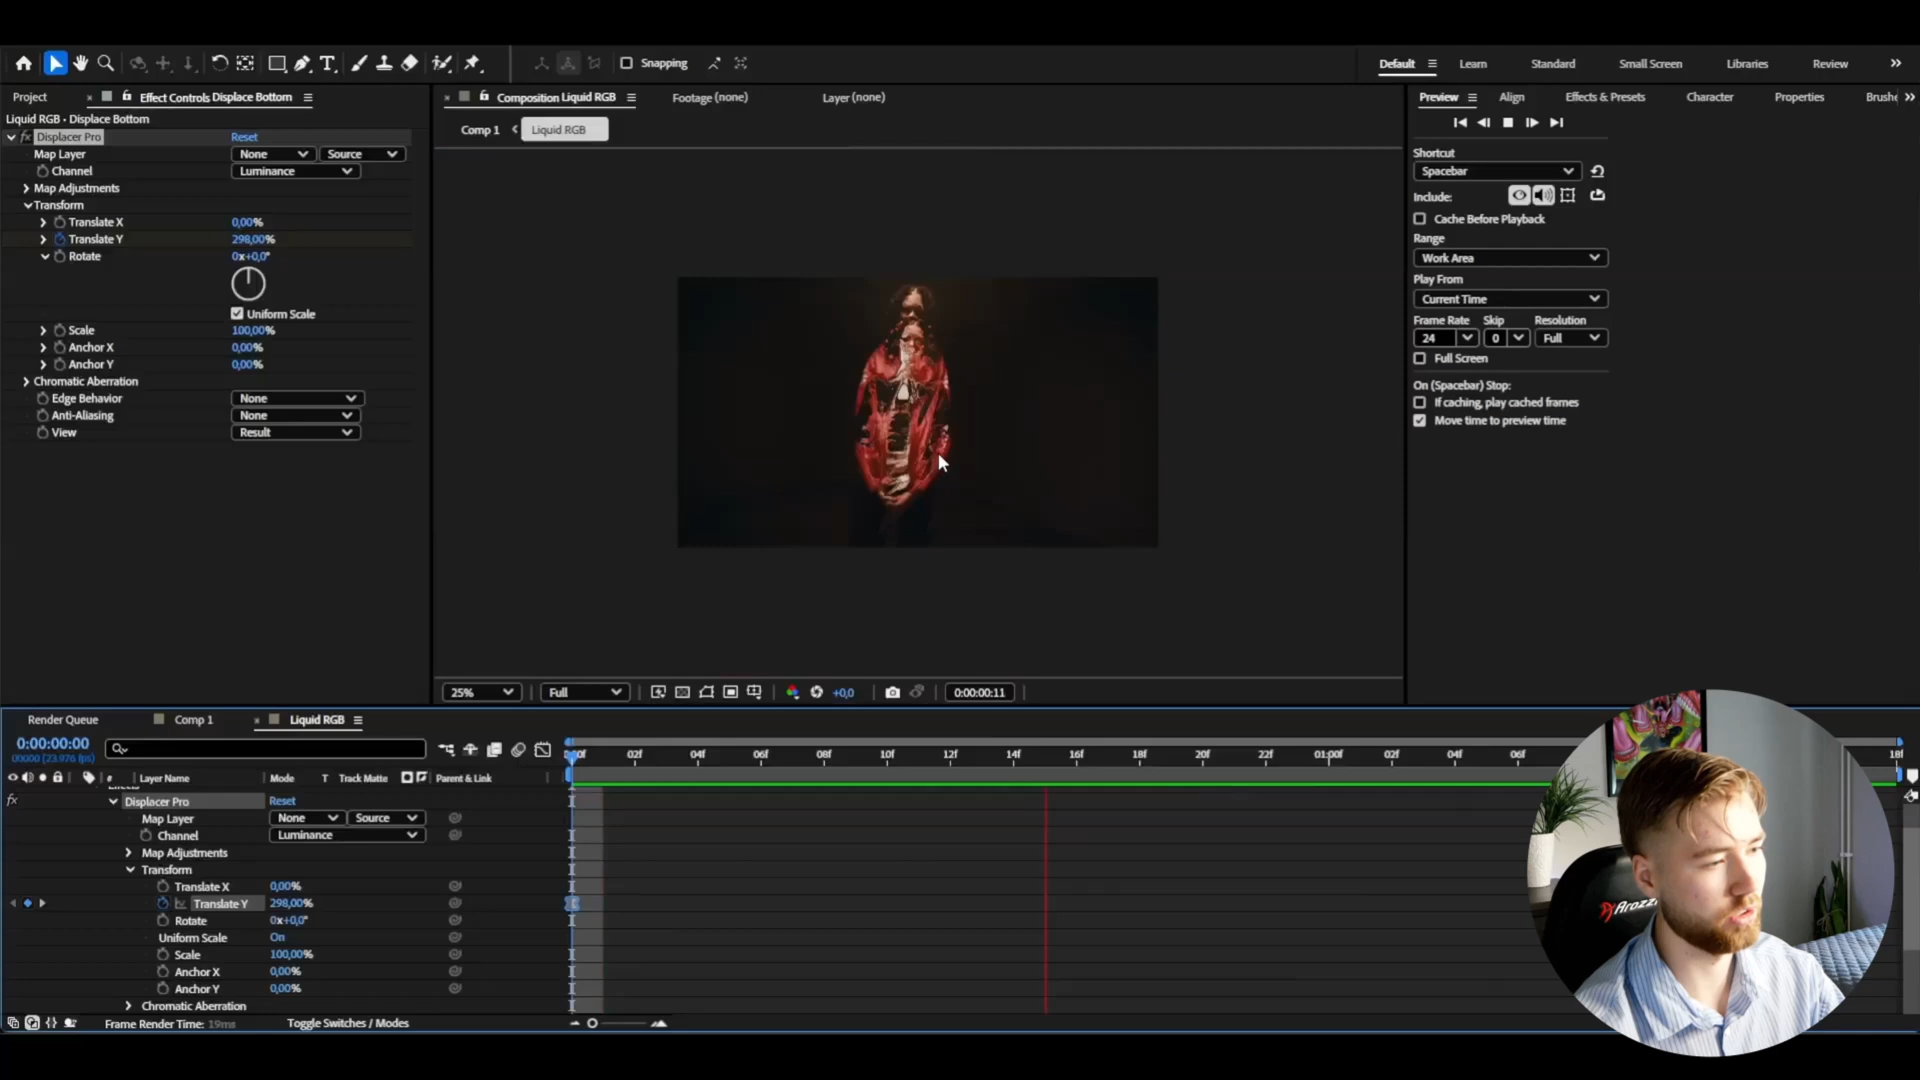 Snapping
Default
Learn
Standard
Small Screen
Libraries
Review
Project
Effect Controls Displace Bottom
Composition Liquid RGB
Footage (none)
Layer (none)
Preview
Align
Effects & Presets
Character
Properties
Liquid RGB • Displace Bottom
Comp 1
Liquid RGB
fx Displacer Pro
Reset
Map Layer
None
Source
Channel
Luminance
Map Adjustments
Transform
Translate X
0,00%
Translate Y
298,00%
Rotate
0x+0,0°
Uniform Scale
Scale
100,00%
Anchor X
0,00%
Anchor Y
0,00%
Chromatic Aberration
Edge Behavior
None
Anti-Aliasing
None
View
Result
Shortcut
Spacebar
Include:
Cache Before Playback
Range
Work Area
Play From
Current Time
Frame Rate Skip Resolution
24 0 Full
Full Screen
On (Spacebar) Stop:
If caching, play cached frames
Move time to preview time
25%
Full
+0,0
0:00:00:11
Render Queue
Comp 1
Liquid RGB
0:00:00:00
00000 (23.976 fps)
02f 04f 06f 08f 10f 12f 14f 16f 18f 20f 22f 01:00f 02f 04f 06f 18f
# Layer Name Mode T Track Matte Parent & Link
fx
Displacer Pro
Reset
Map Layer
None
Source
Channel
Luminance
Map Adjustments
Transform
Translate X
0,00%
Translate Y
298,00%
Rotate
0x+0,0°
Uniform Scale
On
Scale
100,00%
Anchor X
0,00%
Anchor Y
0,00%
Chromatic Aberration
Frame Render Time: 19ms
Toggle Switches / Modes